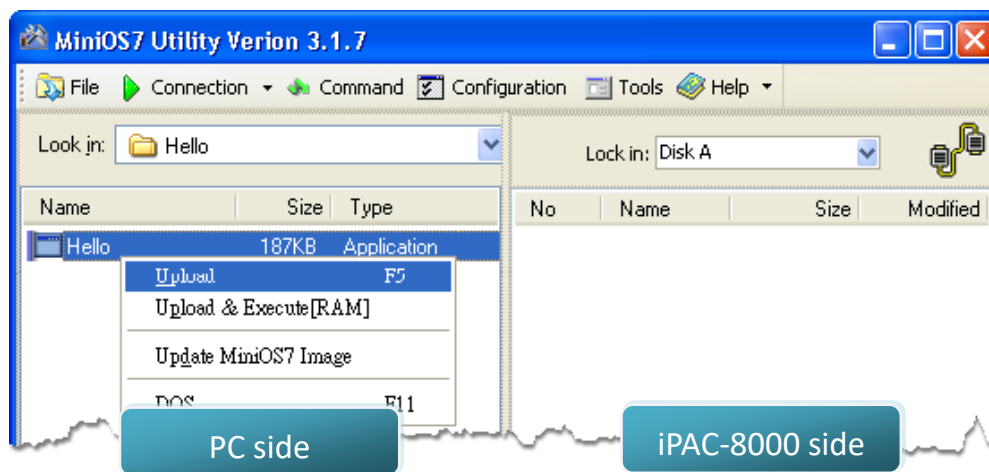 MiniOS7 Utility Verion 3.1.7
File Connection Command Configuration Tools Help
Look in: Hello
Lock in: Disk A
Name Size Type
No Name Size Modified
Hello 187KB Application
Upload F5
Upload & Execute[RAM]
Update MiniOS7 Image
DOS F11
PC side
iPAC-8000 side